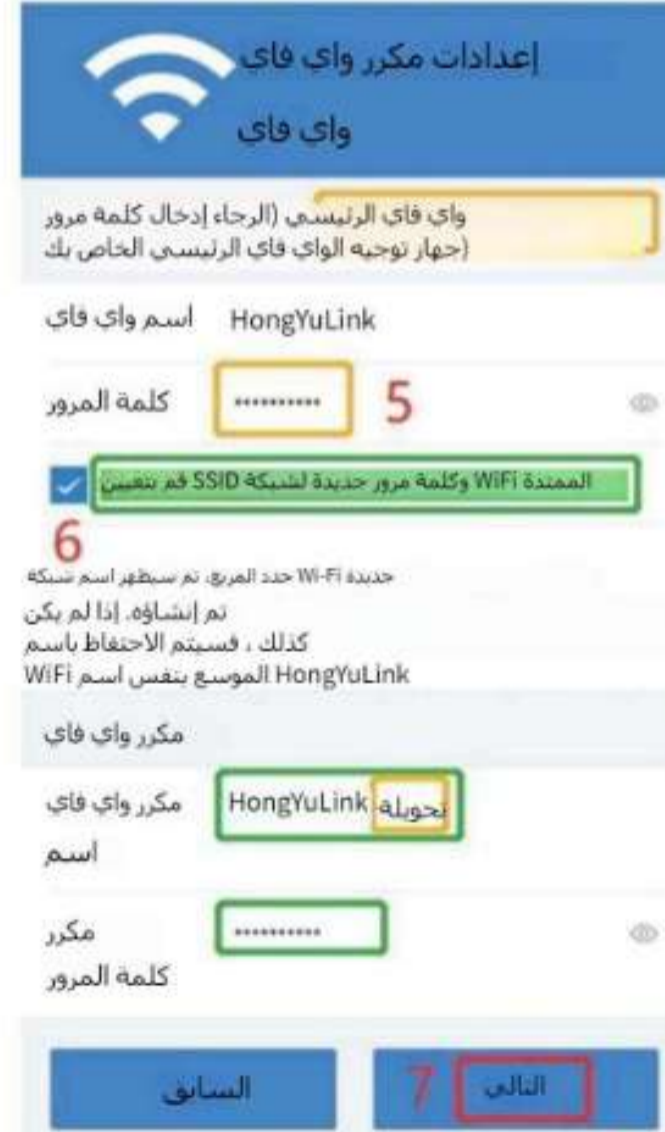 إعدادات مكرر واي فاي
واي فاي
واي فاي الرئيسي (الرجاء إدخال كلمة مرور
(جهاز توجيه الواي فاي الرئيسي الخاص بك
اسم واي فاي HongYuLink
كلمة المرور •••••••••• 5
الممتدة WiFi وكلمة مرور جديدة لشبكة SSID قم بتعيين
6
جديدة Wi-Fi حدد المربع، ثم سيظهر اسم شبكة
تم إنشاؤه. إذا لم يكن
كذلك ، فسيتم الاحتفاظ باسم
HongYuLink الموسع بنفس اسم WiFi
مكرر واي فاي
مكرر واي فاي HongYuLink تحويلة
اسم
مكرر ••••••••••
كلمة المرور
السابق 7 التالي